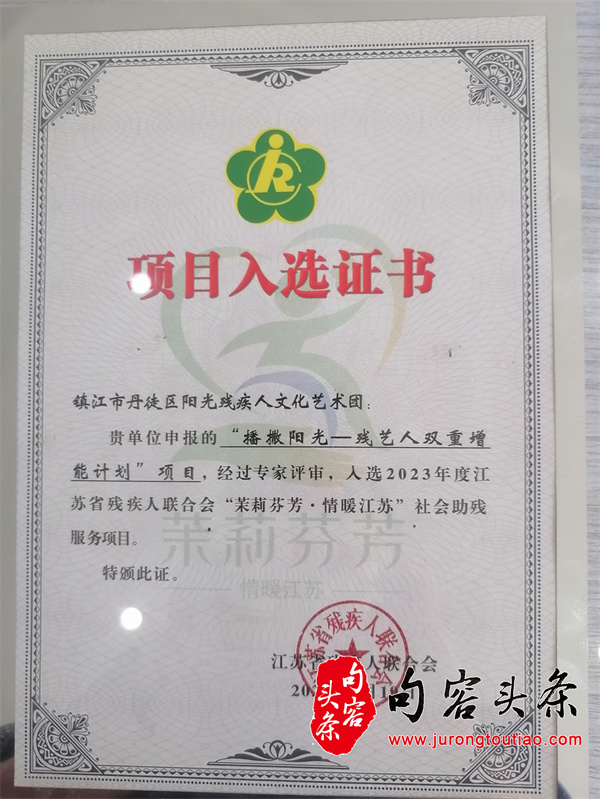 项目入选证书
镇江市丹徒区阳光残疾人文化艺术团:
贵单位申报的“播撒阳光—残艺人双重增
能计划”项目,经过专家评审,入选2023年度江
苏省残疾人联合会“茉莉芬芳·情暖江苏”社会助残
服务项目。
特颁此证。
茉莉芬芳
情暖江苏
江苏省残疾人联合会
江苏省残疾人联合会
句容头条
句容头条
www.jurongtoutiao.com